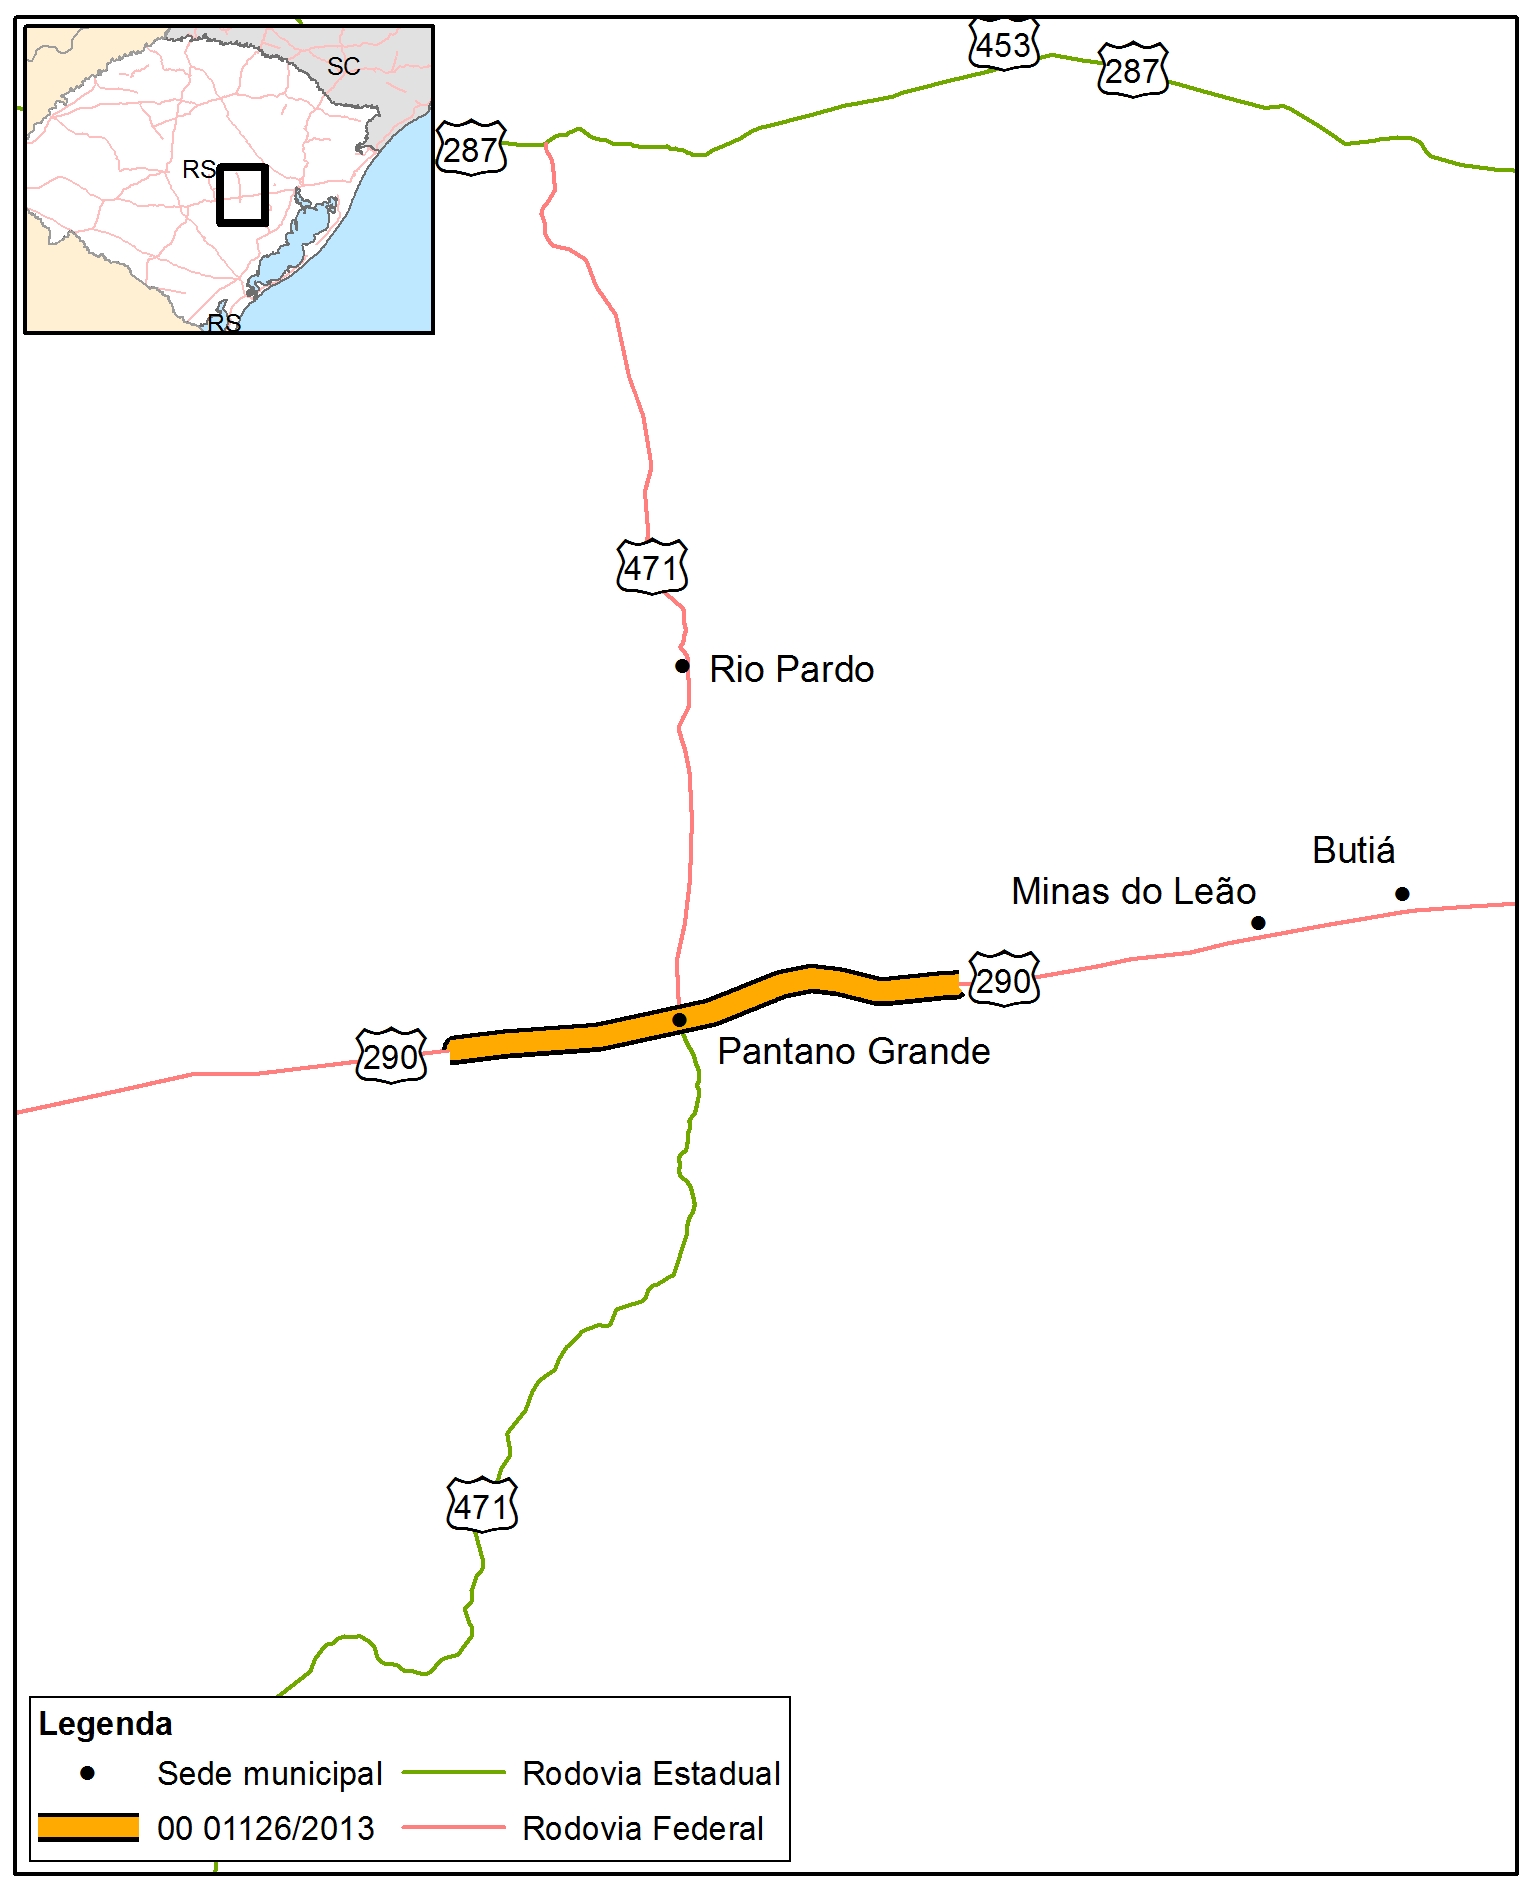 SC
RS
RS
453
287
287
471
Rio Pardo
Butiá
Minas do Leão
290
290
Pantano Grande
471
Legenda
Sede municipal
Rodovia Estadual
00 01126/2013
Rodovia Federal